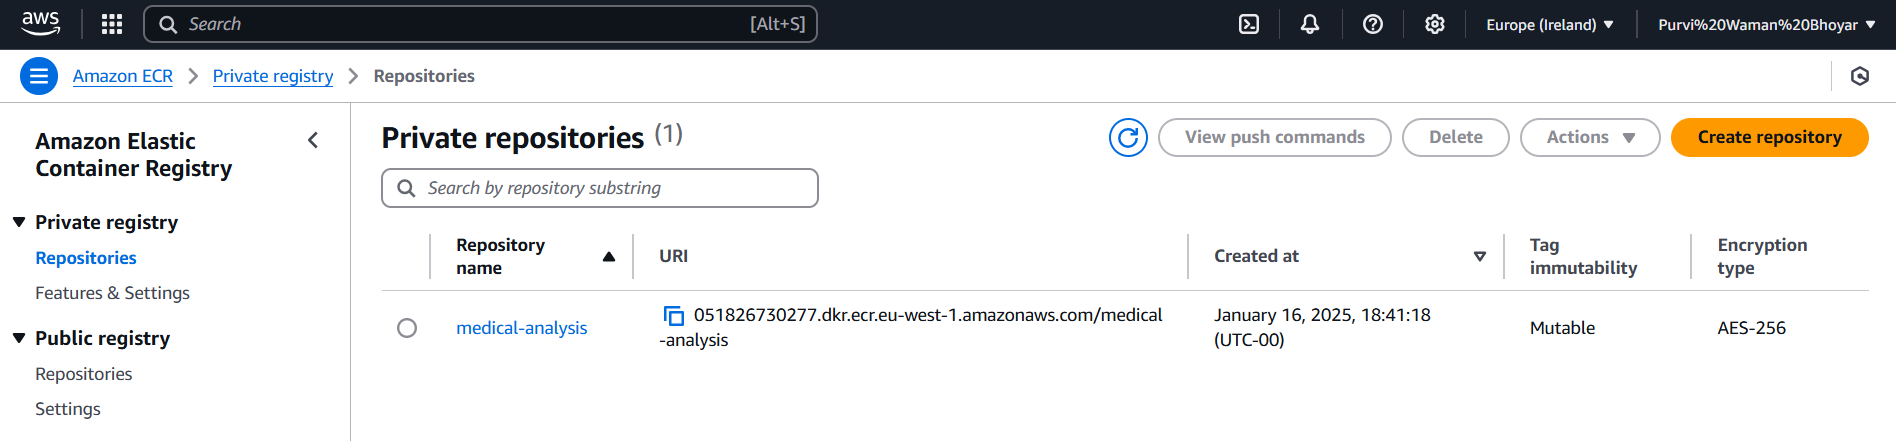 aws
Search [Alt+S]
Europe (Ireland)
Purvi%20Waman%20Bhoyar
Amazon ECR
Private registry
Repositories
Amazon Elastic
Container Registry
Private registry
Repositories
Features & Settings
Public registry
Repositories
Settings
Private repositories (1)
View push commands
Delete
Actions
Create repository
Search by repository substring
Repository
name
URI
Created at
Tag
immutability
Encryption
type
medical-analysis
051826730277.dkr.ecr.eu-west-1.amazonaws.com/medical
-analysis
January 16, 2025, 18:41:18
(UTC-00)
Mutable
AES-256